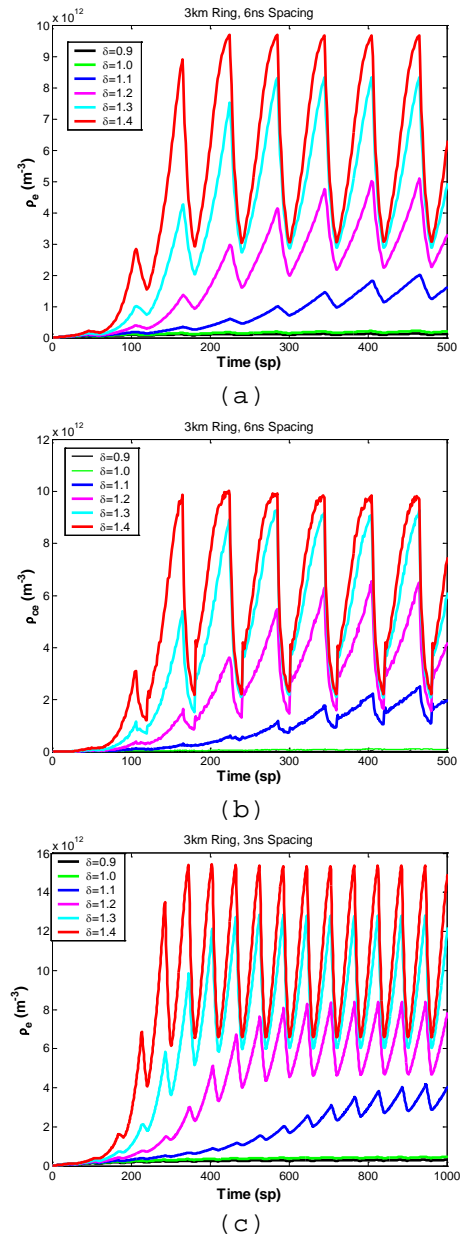 3km Ring, 6ns Spacing
x 10^12
10
9
8
7
6
5
4
3
2
1
0
ρe (m-3)
δ=0.9
δ=1.0
δ=1.1
δ=1.2
δ=1.3
δ=1.4
0 100 200 300 400 500
Time (sp)
(a)
3km Ring, 6ns Spacing
x 10^12
12
10
8
6
4
2
0
ρce (m-3)
δ=0.9
δ=1.0
δ=1.1
δ=1.2
δ=1.3
δ=1.4
0 100 200 300 400 500
Time (sp)
(b)
3km Ring, 3ns Spacing
x 10^12
16
14
12
10
8
6
4
2
0
ρe (m-3)
δ=0.9
δ=1.0
δ=1.1
δ=1.2
δ=1.3
δ=1.4
0 200 400 600 800 1000
Time (sp)
(c)